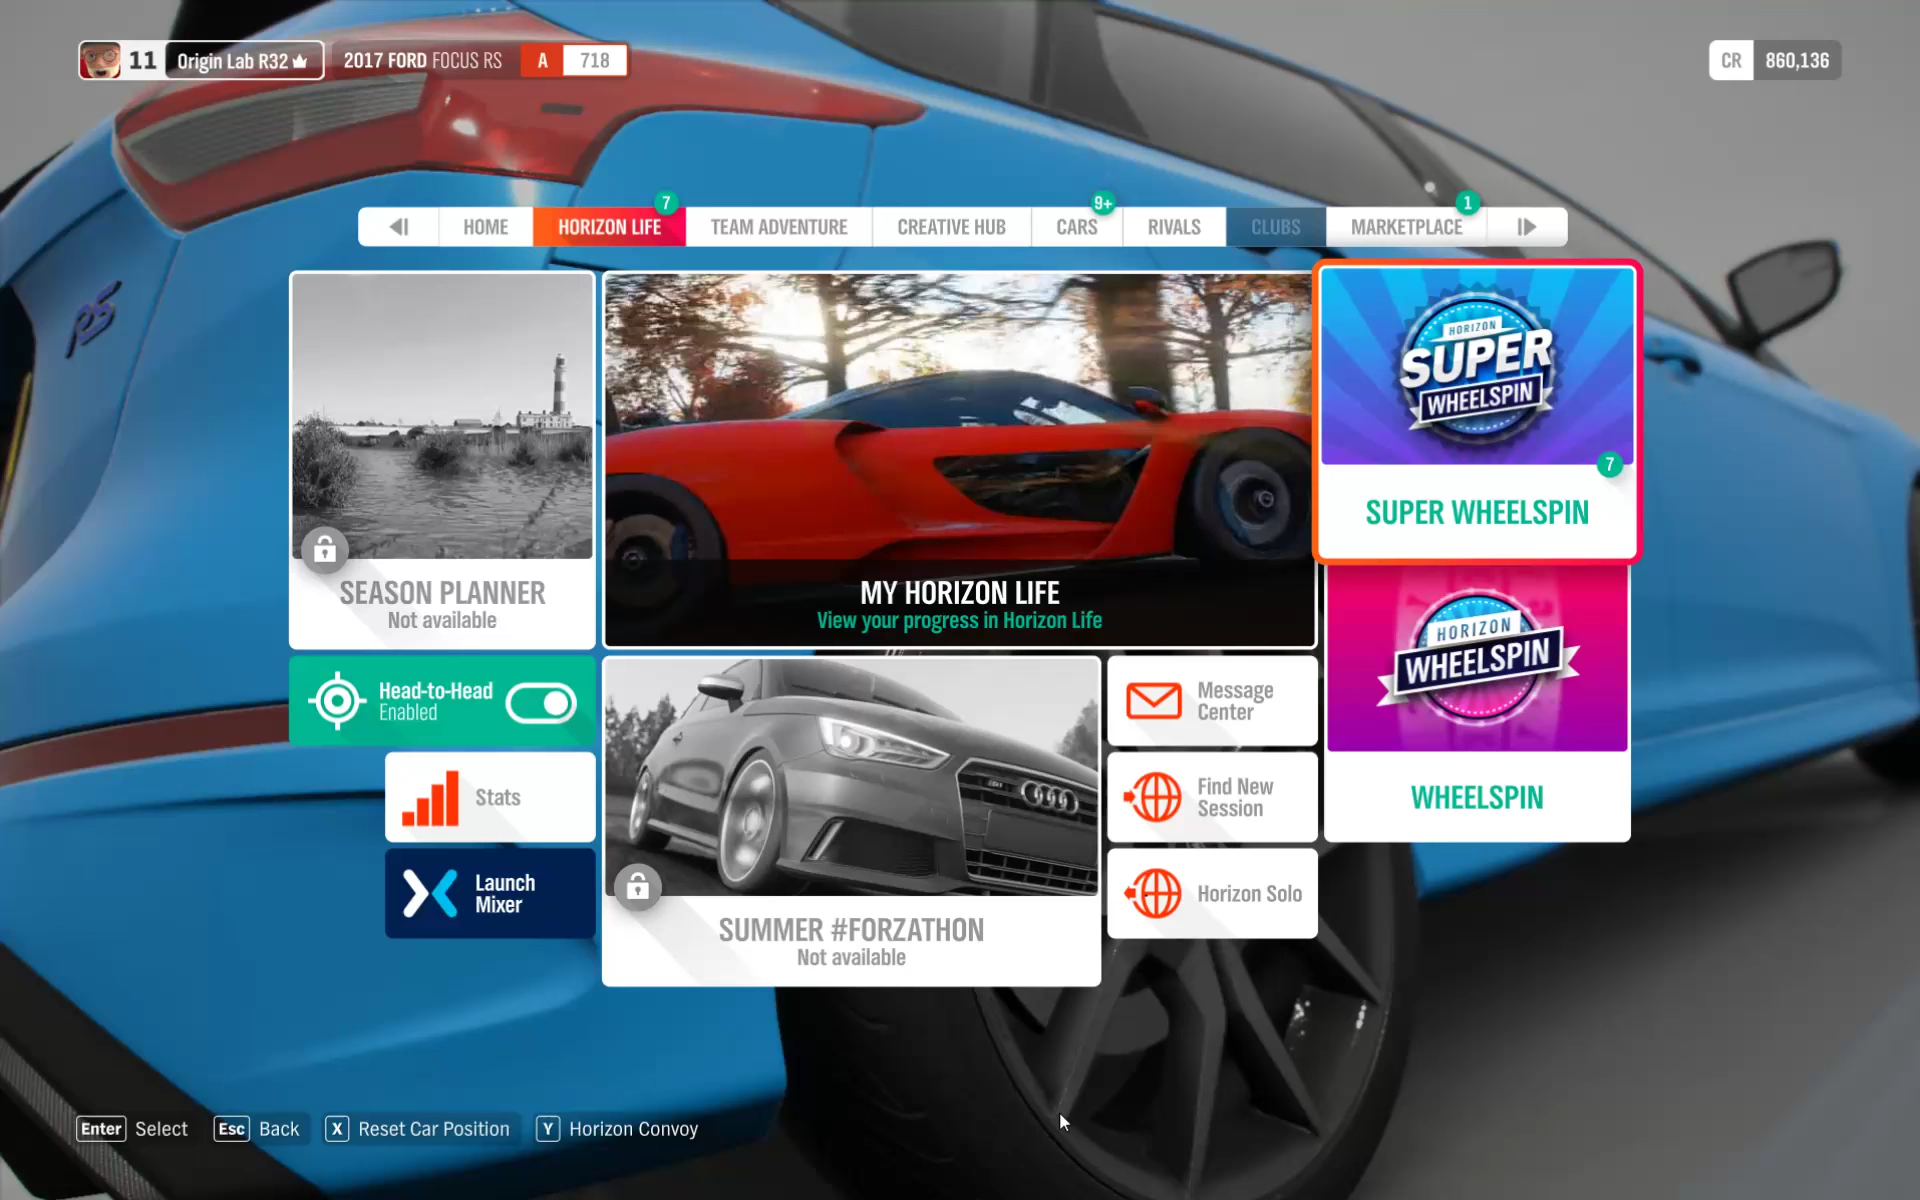 11 Origin Lab R32 2017 FORD FOCUS RS A 718
CR 860,136
7 9+ 1
HOME HORIZON LIFE TEAM ADVENTURE CREATIVE HUB CARS RIVALS CLUBS MARKETPLACE
RS
HORIZON
SUPER
WHEELSPIN
7
SUPER WHEELSPIN
SEASON PLANNER
Not available
MY HORIZON LIFE
View your progress in Horizon Life
HORIZON
WHEELSPIN
WHEELSPIN
Head-to-Head
Enabled
Stats
Launch
Mixer
SUMMER #FORZATHON
Not available
Message
Center
Find New
Session
Horizon Solo
Enter Select Esc Back X Reset Car Position Y Horizon Convoy